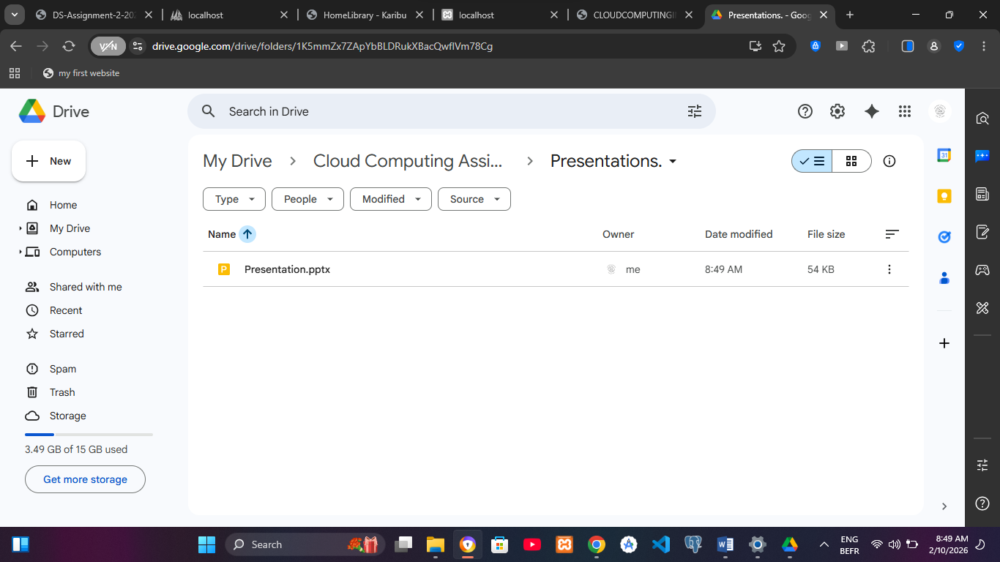 DS-Assignment-2-202
localhost
HomeLibrary - Karibu
localhost
CLOUDCOMPUTINGI
Presentations. - Goog
VPN
drive.google.com/drive/folders/1K5mmZx7ZApYbBLDRukXBacQwflVm78Cg
my first website
Drive
Search in Drive
New
My Drive
Cloud Computing Assi...
Presentations.
Type
People
Modified
Source
Home
My Drive
Computers
Shared with me
Recent
Starred
Spam
Trash
Storage
3.49 GB of 15 GB used
Get more storage
Name
Owner
Date modified
File size
P
Presentation.pptx
me
8:49 AM
54 KB
31
Search
ENG
BEFR
8:49 AM
2/10/2026